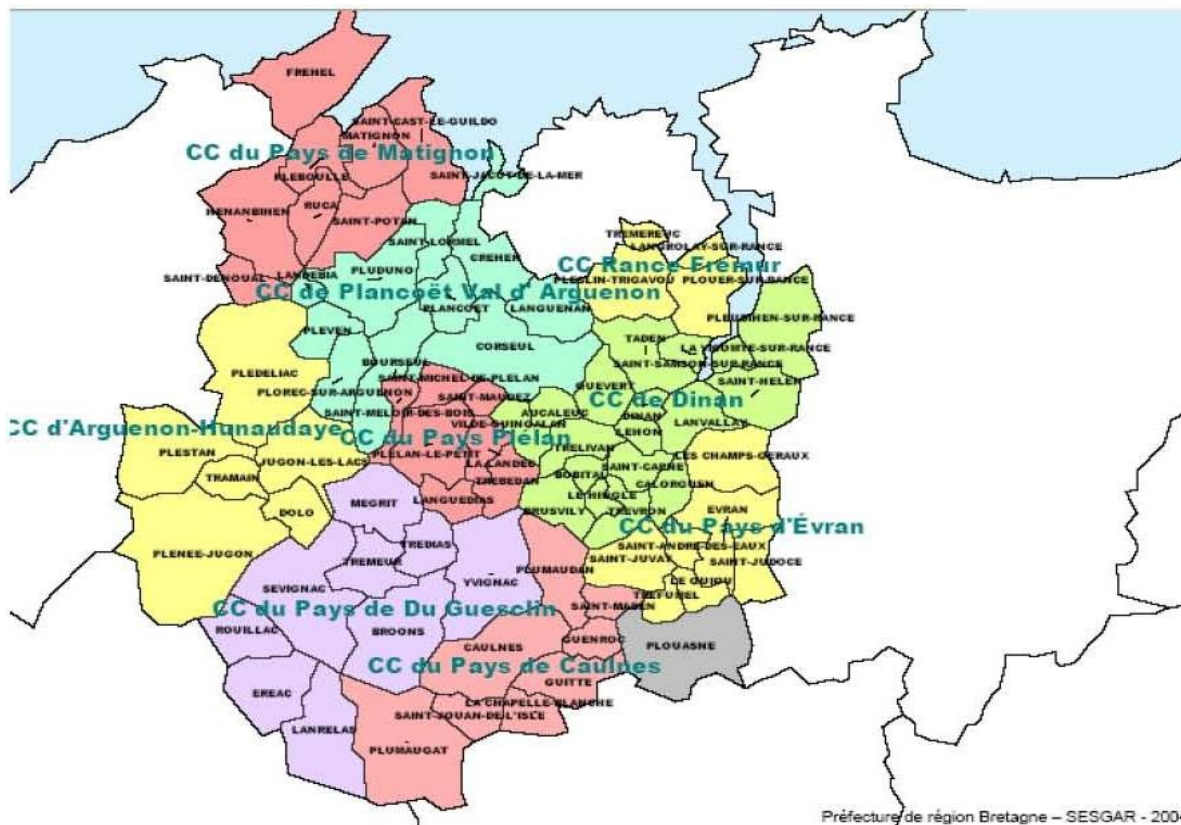 FREHEL
SAINT-CAST-LE-GUILDO
MATIGNON
CC du Pays de Matignon
PLEBOULLE
SAINT-JACUT-DE-LA-MER
HENANBIHEN
RUCA
SAINT-POTAN
TREMEREUC
SAINT-LORMEL
LANGROLAY-SUR-RANCE
CREHEN
CC Rance Frémur
SAINT-DENOUAL
LANDEBIA
PLUDUNO
PLESLIN-TRIGAVOU
PLOUER-SUR-RANCE
CC de Plancoët Val d' Arguenon
PLANCOET
LANGUENAN
PLEUDIHEN-SUR-RANCE
PLEVEN
TADEN
CORSEUL
LA VICOMTE-SUR-RANCE
BOURSEUL
SAINT-SAMSON-SUR-RANCE
PLEDELIAC
SAINT-MICHEL-DE-PLELAN
SAINT-HELEN
PLOREC-SUR-ARGUENON
QUEVERT
SAINT-MAUDEZ
CC de Dinan
SAINT-MELOIR-DES-BOIS
AUCALEUC
DINAN
VILDE-GUINGALAN
LANVALLAY
CC d'Arguenon-Hunaudaye
LEHON
CC du Pays Plélan
TRELIVAN
PLESTAN
PLELAN-LE-PETIT
LES CHAMPS-GERAUX
JUGON-LES-LACS
LA LANDEC
SAINT-CARNE
TRAMAIN
BOBITAL
TREBEDAN
CALORGUEN
LE HINGLE
LANGUEDIAS
MEGRIT
DOLO
BRUSVILY
TREVRON
EVRAN
CC du Pays d'Évran
TREDIAS
SAINT-ANDRE-DES-EAUX
PLENEE-JUGON
SAINT-JUVAT
SAINT-JUDOCE
TREMEUR
PLUMAUDAN
YVIGNAC
LE QUIOU
SEVIGNAC
TREFUMEL
CC du Pays de Du Guesclin
SAINT-MADEN
ROUILLAC
BROONS
GUENROC
CAULNES
PLOUASNE
CC du Pays de Caulnes
GUITTE
EREAC
LA CHAPELLE-BLANCHE
SAINT-JOUAN-DE-L'ISLE
LANRELAS
PLUMAUGAT
Préfecture de région Bretagne – SESGAR - 2004